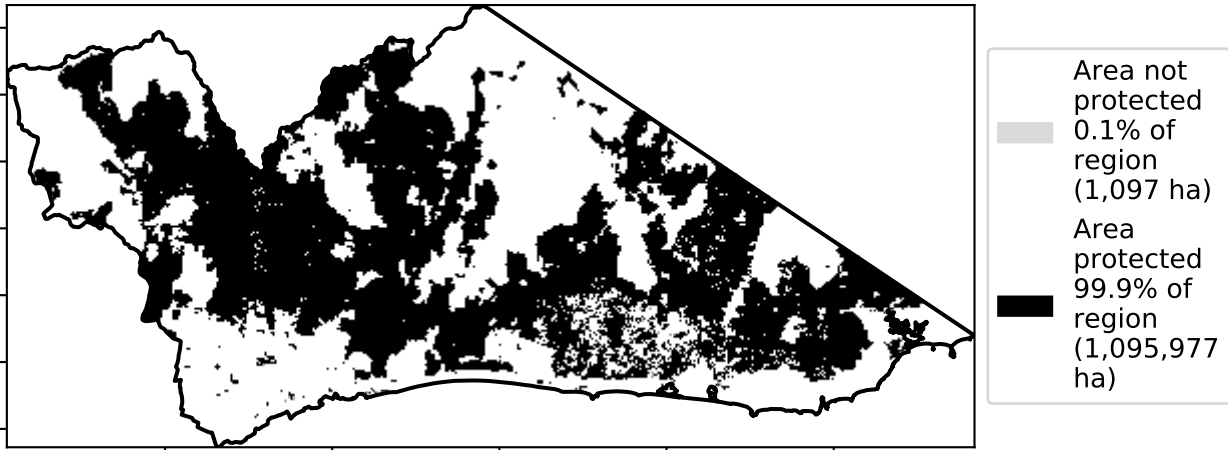 Area not
protected
0.1% of
region
(1,097 ha)
Area
protected
99.9% of
region
(1,095,977
ha)